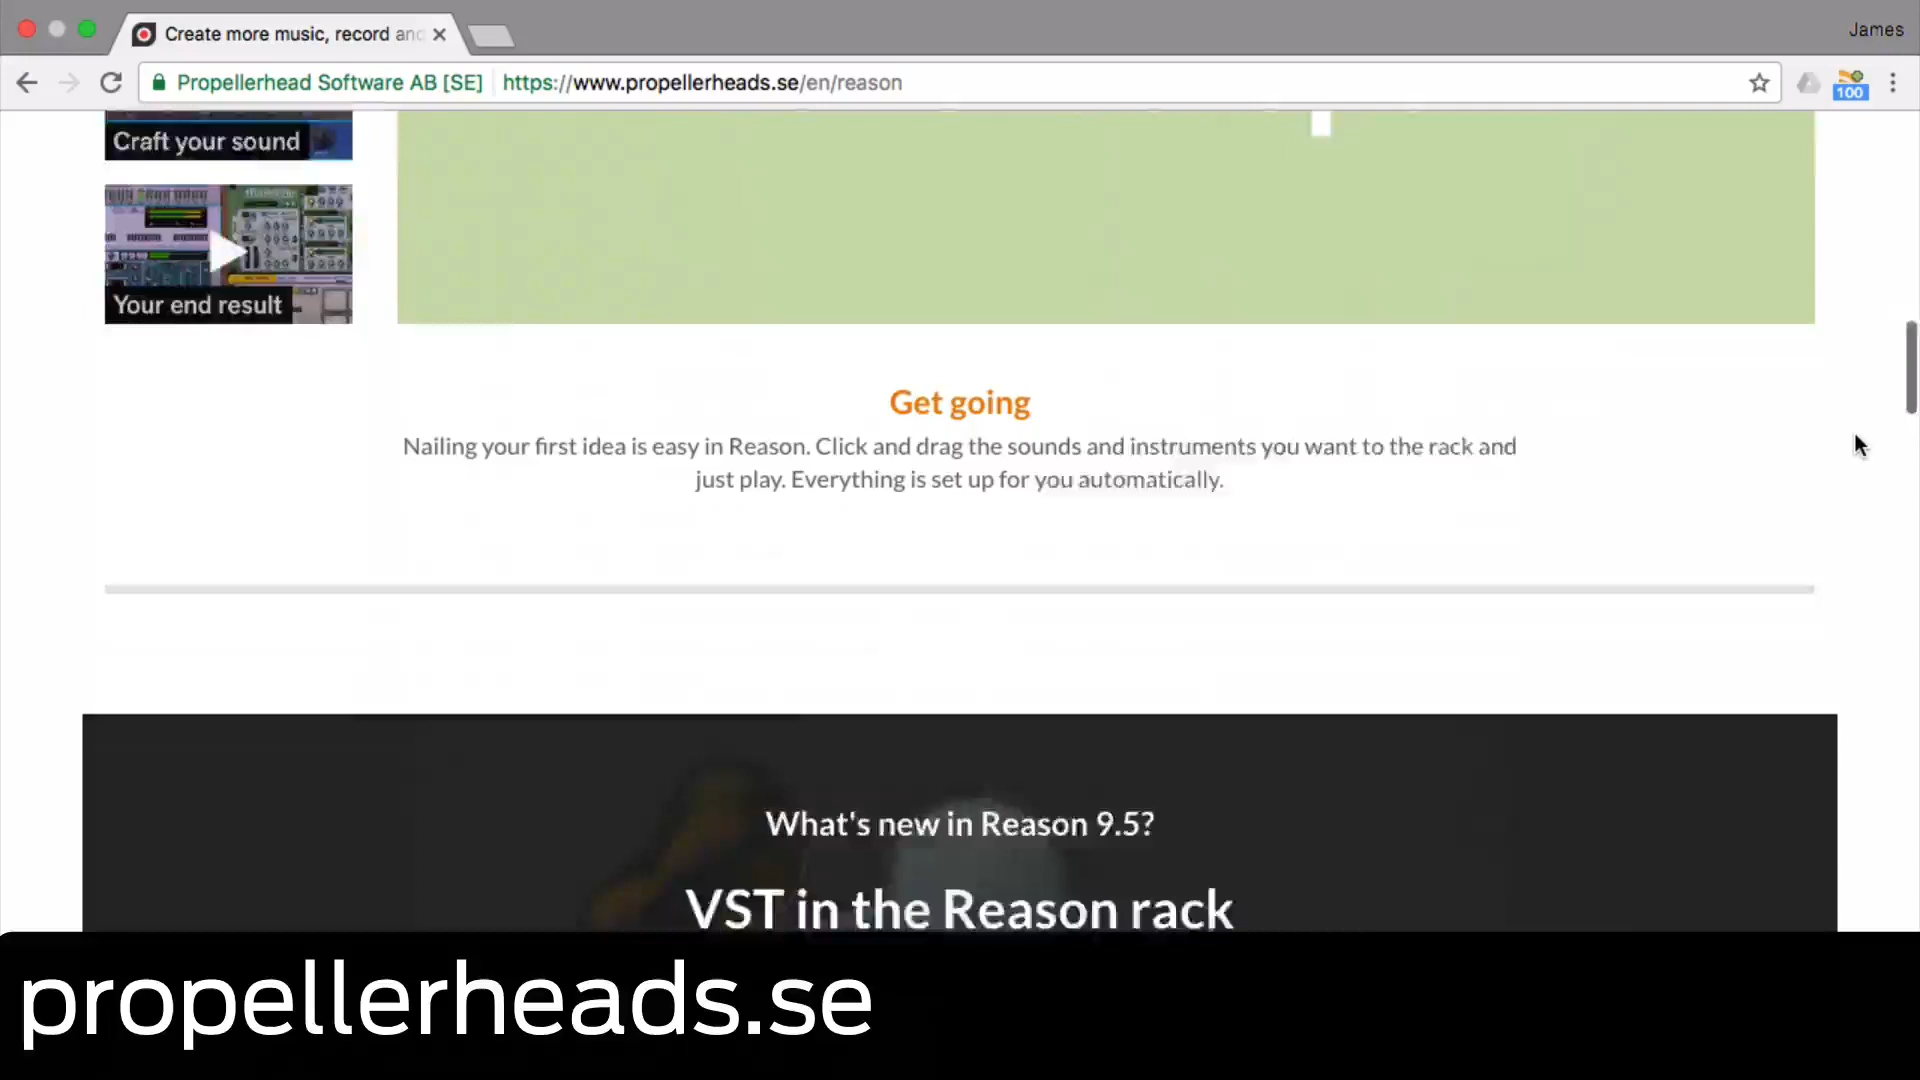 Create more music, record and
James
Propellerhead Software AB [SE]
https://www.propellerheads.se/en/reason
100
Craft your sound
Your end result
Get going
Nailing your first idea is easy in Reason. Click and drag the sounds and instruments you want to the rack and
just play. Everything is set up for you automatically.
What's new in Reason 9.5?
VST in the Reason rack
propellerheads.se